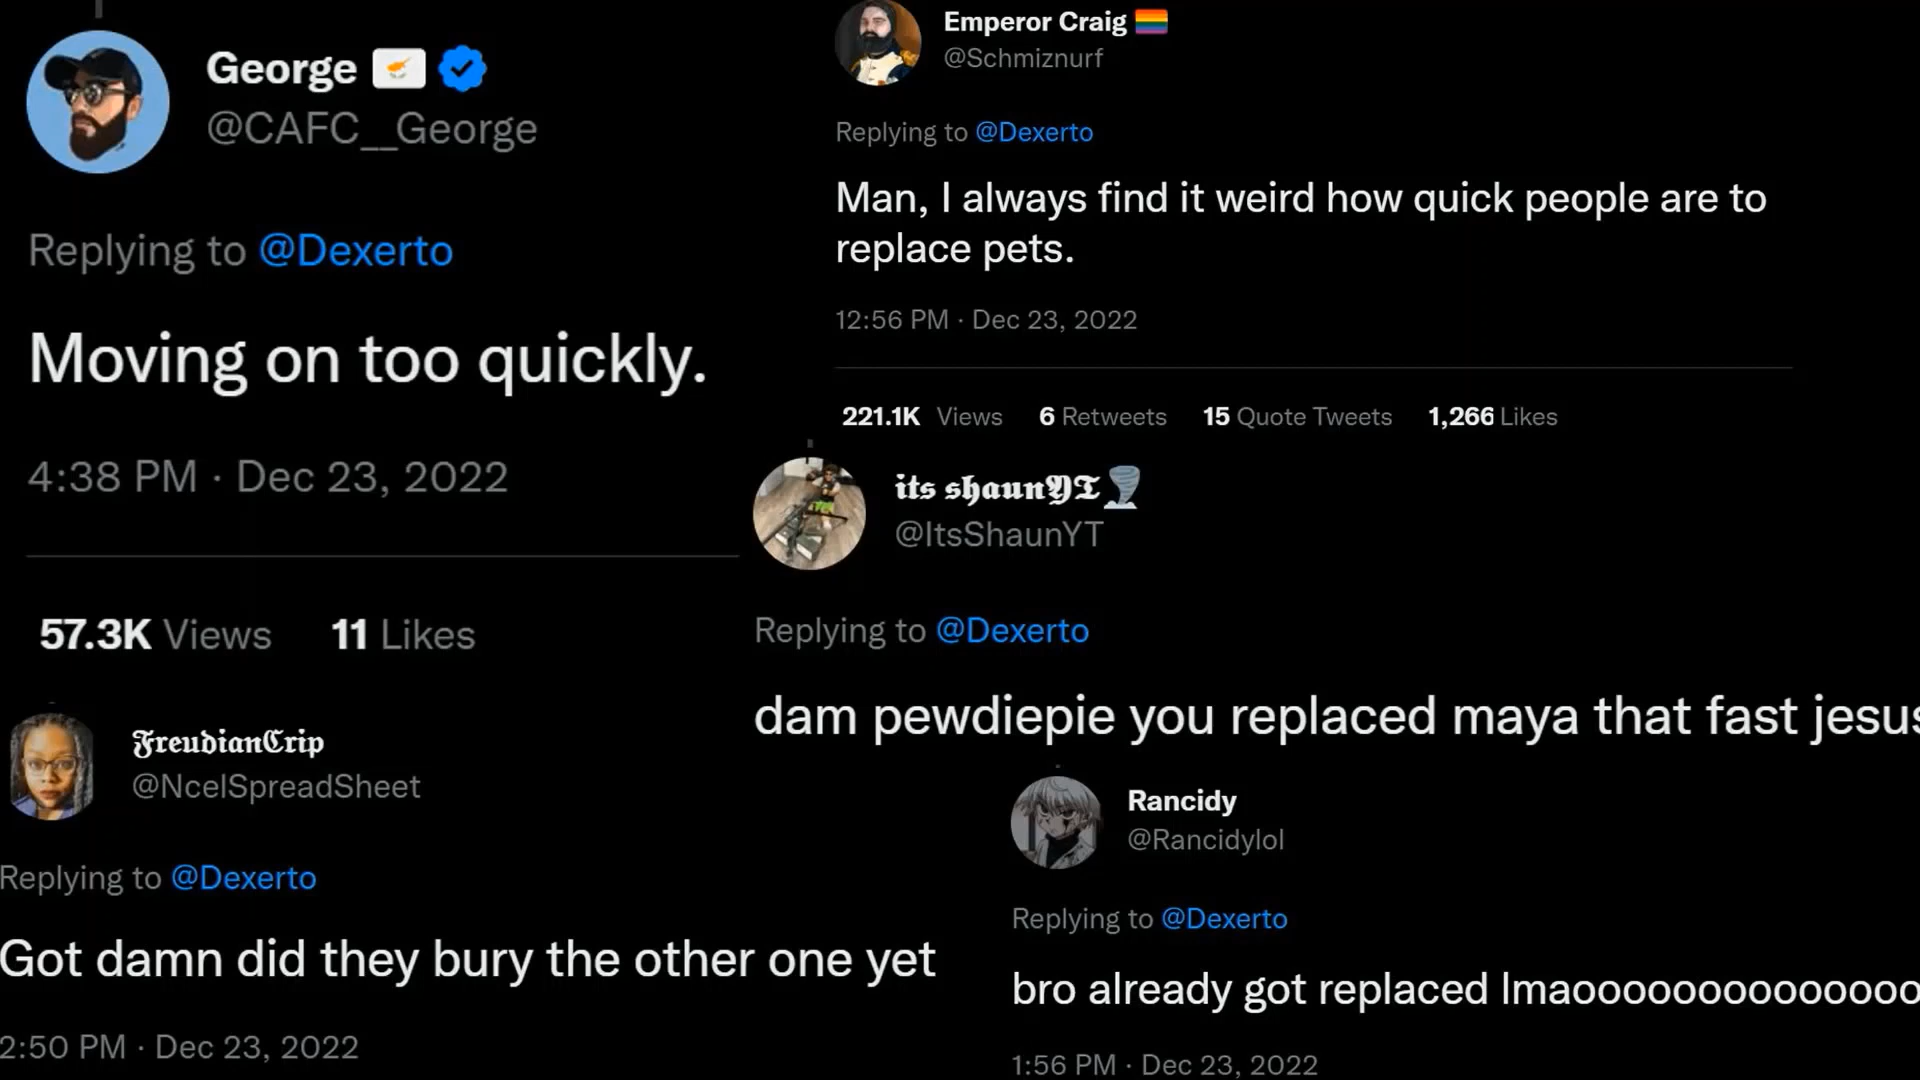 George
@CAFC__George
Replying to @Dexerto
Moving on too quickly.
4:38 PM · Dec 23, 2022
57.3K Views 11 Likes
Emperor Craig
@Schmiznurf
Replying to @Dexerto
Man, I always find it weird how quick people are to
replace pets.
12:56 PM · Dec 23, 2022
221.1K Views 6 Retweets 15 Quote Tweets 1,266 Likes
its shaunYT
@ItsShaunYT
Replying to @Dexerto
dam pewdiepie you replaced maya that fast jesus
FreudianCrip
@NcelSpreadSheet
Replying to @Dexerto
Got damn did they bury the other one yet
2:50 PM · Dec 23, 2022
Rancidy
@Rancidylol
Replying to @Dexerto
bro already got replaced lmaoooooooooooooo
1:56 PM · Dec 23, 2022